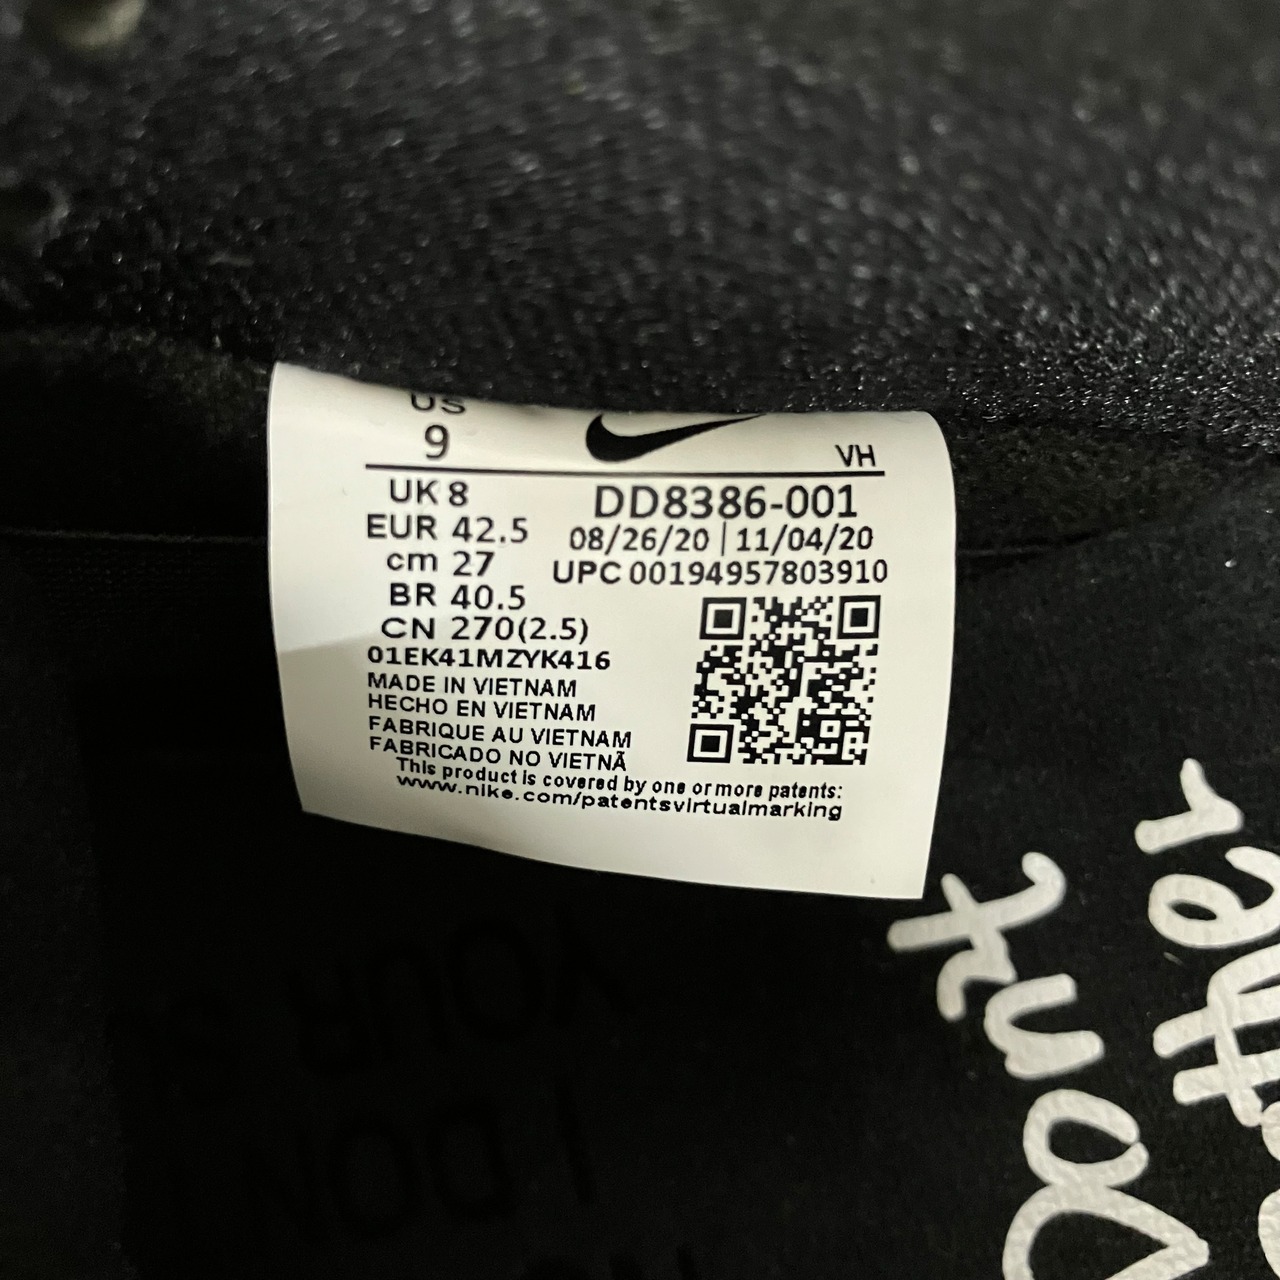 US
9
VH
UK 8
EUR 42.5
cm 27
BR 40.5
CN 270(2.5)
01EK41MZYK416
DD8386-001
08/26/20 | 11/04/20
UPC 00194957803910
MADE IN VIETNAM
HECHO EN VIETNAM
FABRIQUE AU VIETNAM
FABRICADO NO VIETNÃ
This product is covered by one or more patents:
www.nike.com/patentsvirtualmarking
YOUR
I DON